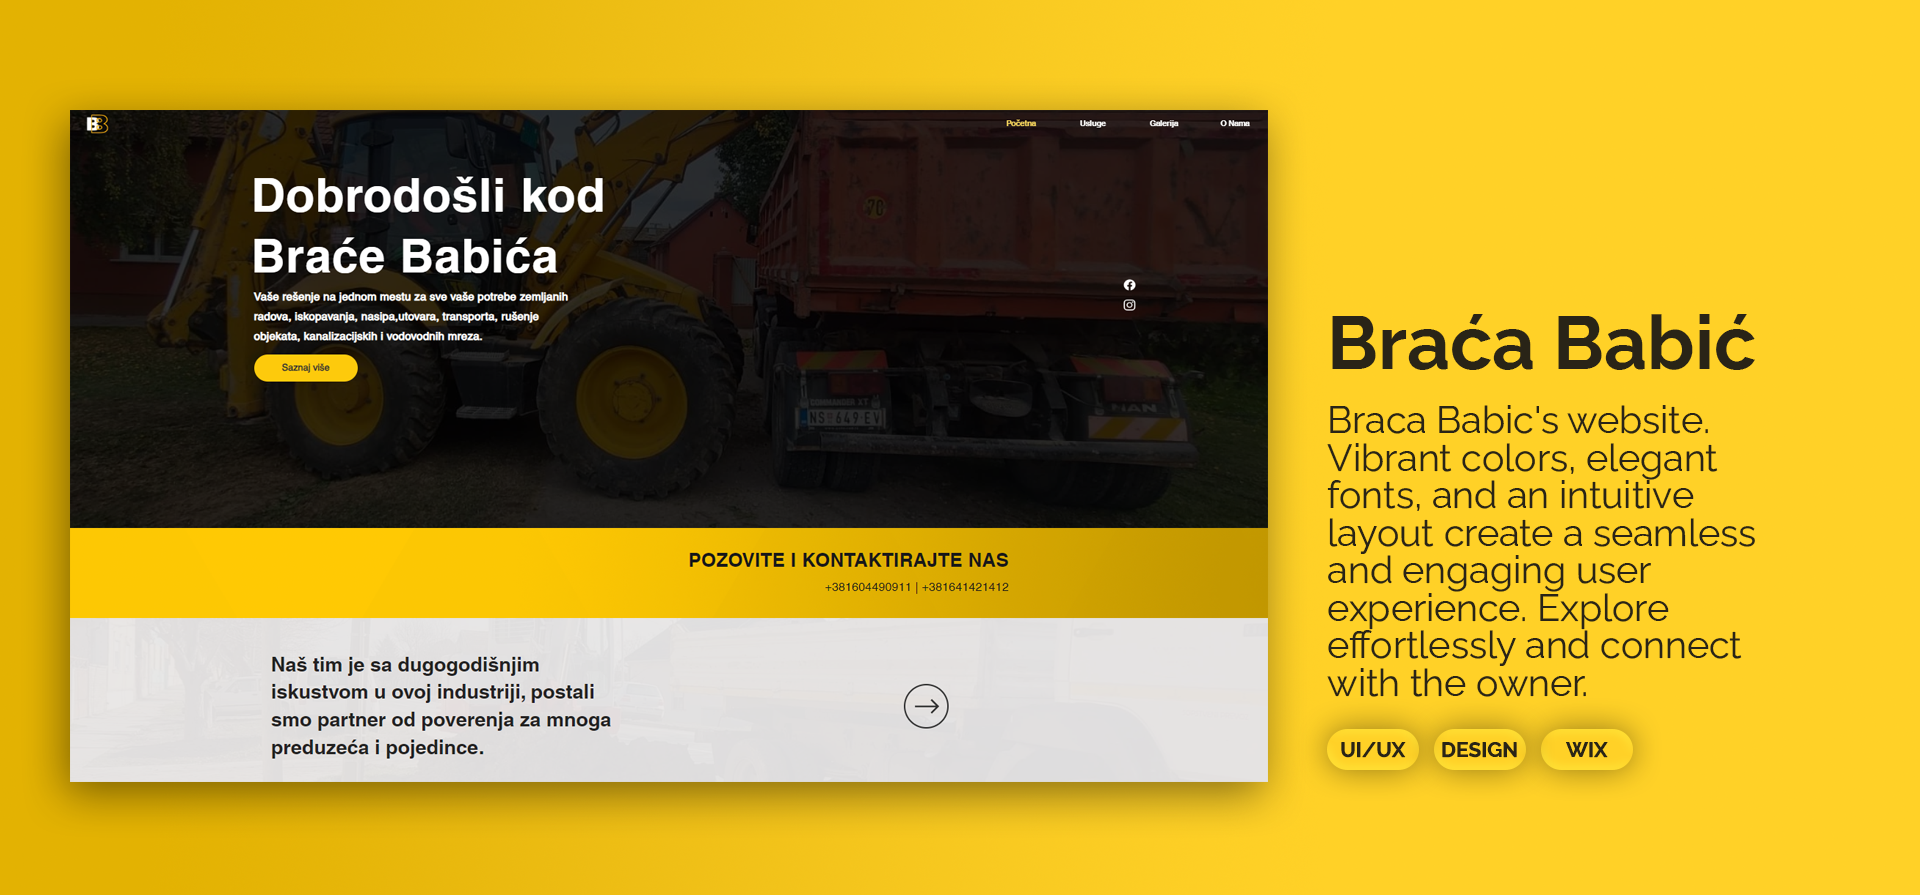 BB
Početna
Usluge
Galerija
O Nama
Dobrodošli kod
Braće Babića
Vaše rešenje na jednom mestu za sve vaše potrebe zemljanih
radova, iskopavanja, nasipa,utovara, transporta, rušenje
objekata, kanalizacijskih i vodovodnih mreza.
Saznaj više
NS 649 EV
MAN
POZOVITE I KONTAKTIRAJTE NAS
+381604490911 | +381641421412
Naš tim je sa dugogodišnjim
iskustvom u ovoj industriji, postali
smo partner od poverenja za mnoga
preduzeća i pojedince.
Braća Babić
Braca Babic's website.
Vibrant colors, elegant
fonts, and an intuitive
layout create a seamless
and engaging user
experience. Explore
effortlessly and connect
with the owner.
UI/UX
DESIGN
WIX